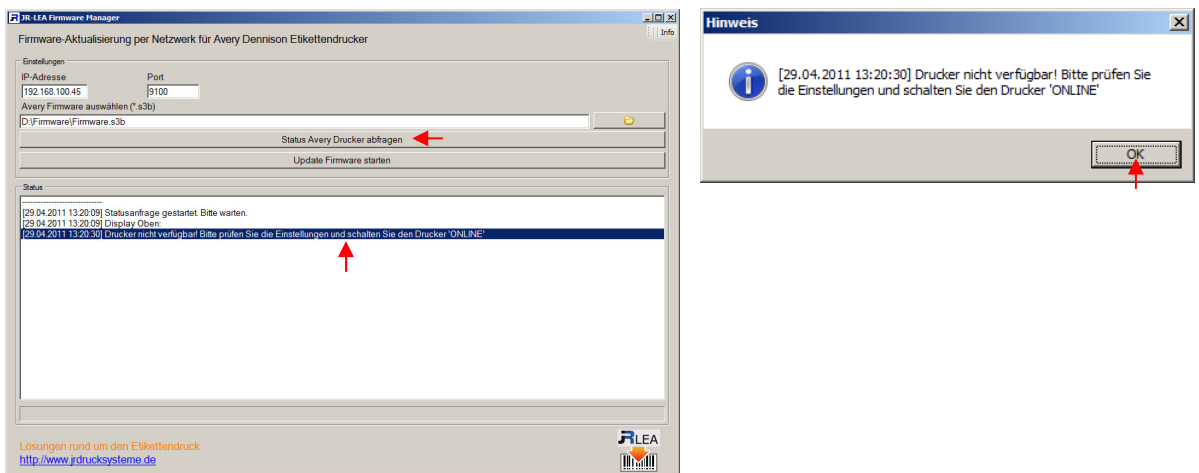 JR-LEA Firmware Manager
Info
Firmware-Aktualisierung per Netzwerk für Avery Dennison Etikettendrucker
Einstellungen
IP-Adresse Port
192.168.100.45 9100
Avery Firmware auswählen (*.s3b)
D:\Firmware\Firmware.s3b
Status Avery Drucker abfragen
Update Firmware starten
Status
------------------------------
[29.04.2011 13:20:09] Statusanfrage gestartet. Bitte warten.
[29.04.2011 13:20:09] Display Oben:
[29.04.2011 13:20:30] Drucker nicht verfügbar! Bitte prüfen Sie die Einstellungen und schalten Sie den Drucker 'ONLINE'
Lösungen rund um den Etikettendruck
http://www.jrdrucksysteme.de
JRLEA
Hinweis
[29.04.2011 13:20:30] Drucker nicht verfügbar! Bitte prüfen Sie
die Einstellungen und schalten Sie den Drucker 'ONLINE'
OK